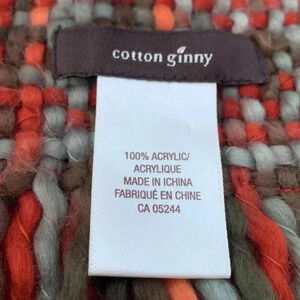 cotton ginny
100% ACRYLIC/
ACRYLIQUE
MADE IN ICHINA
FABRIQUÉ EN CHINE
CA 05244